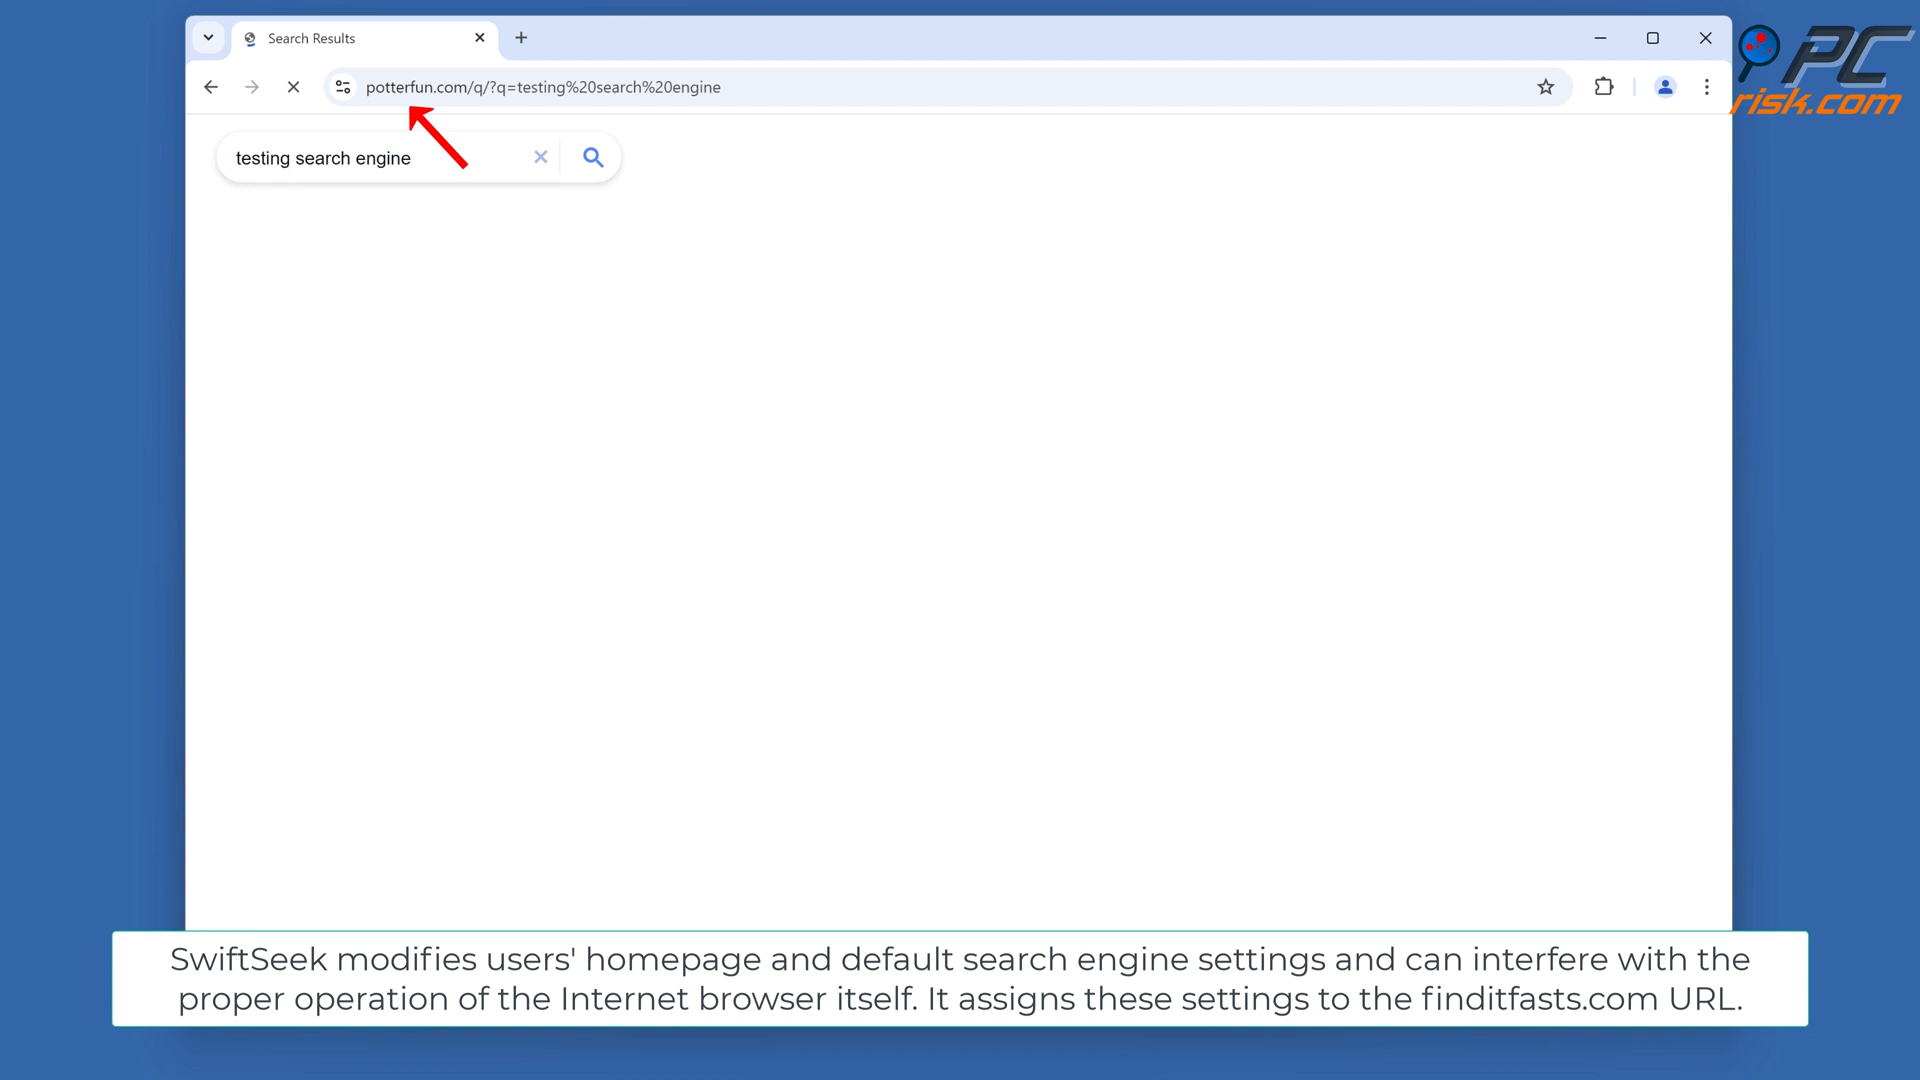 Search Results
potterfun.com/q/?q=testing%20search%20engine
testing search engine
PC
risk.com
SwiftSeek modifies users' homepage and default search engine settings and can interfere with the
proper operation of the Internet browser itself. It assigns these settings to the finditfasts.com URL.